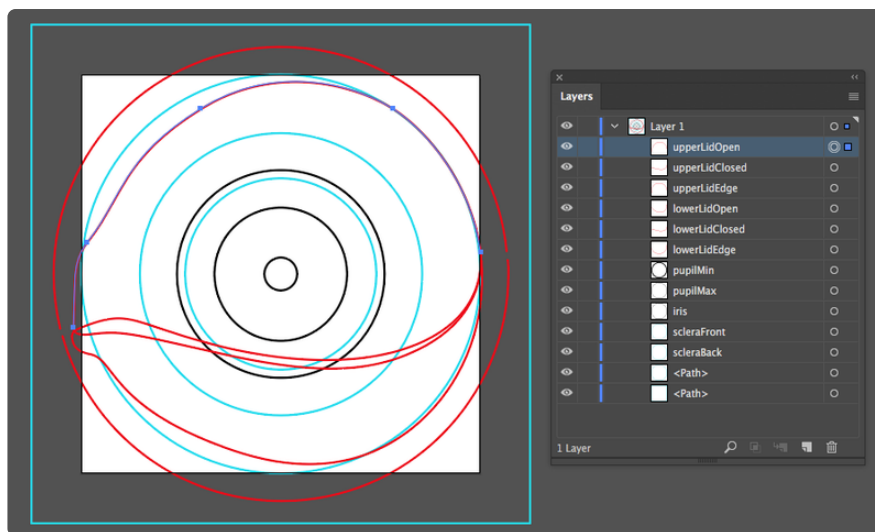 Layers
Layer 1
upperLidOpen
upperLidClosed
upperLidEdge
lowerLidOpen
lowerLidClosed
lowerLidEdge
pupilMin
pupilMax
iris
scleraFront
scleraBack
<Path>
<Path>
1 Layer